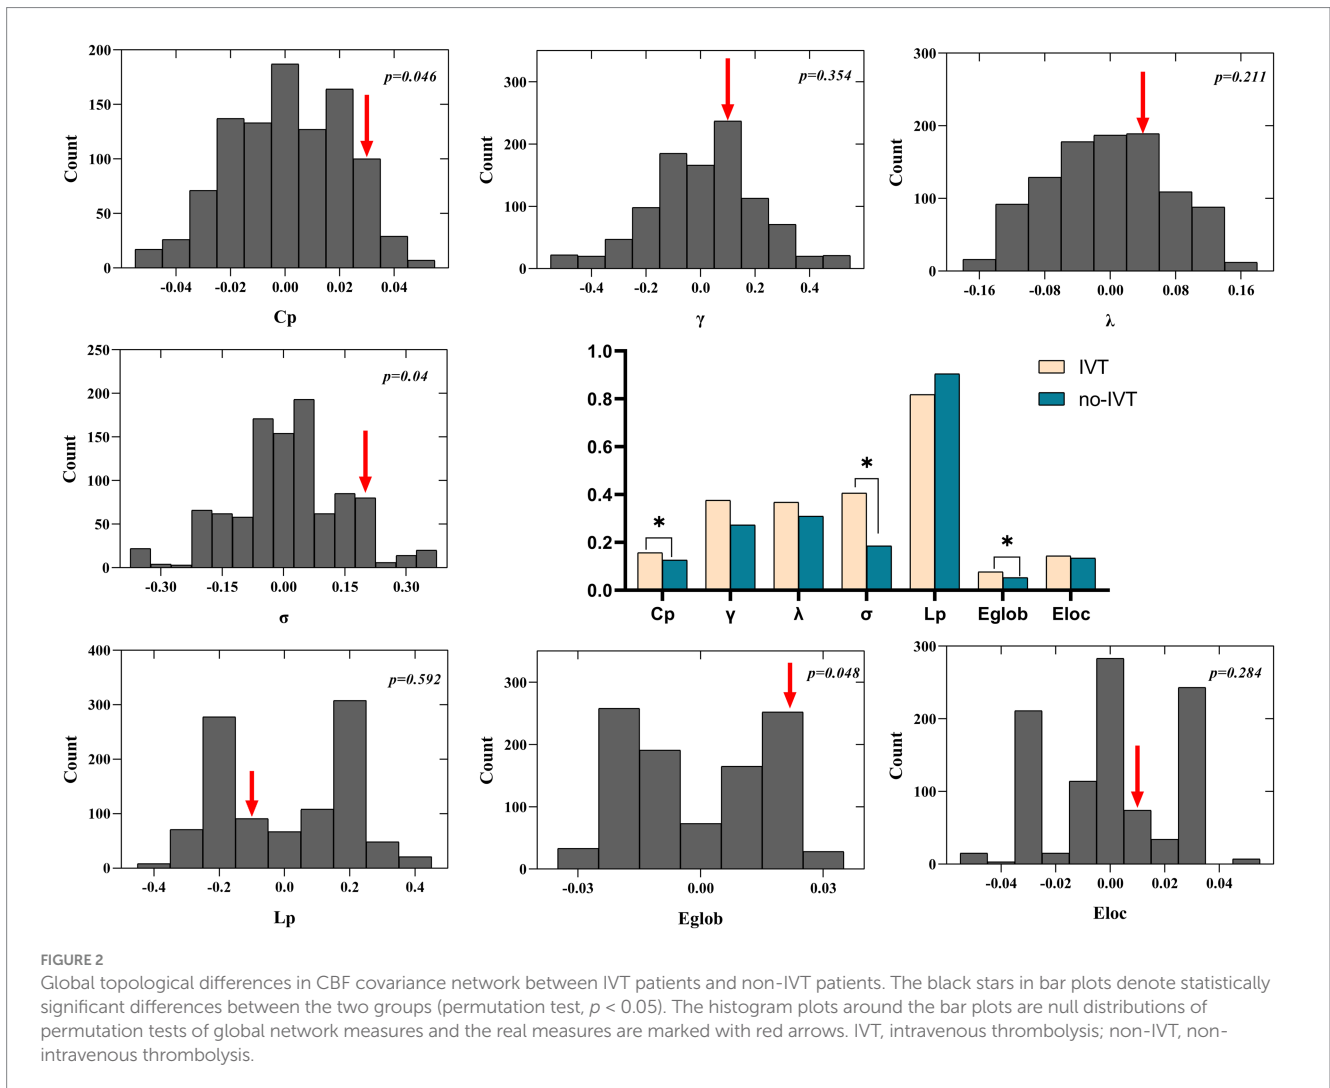 200
150
100
50
0
Count
-0.04 -0.02 0.00 0.02 0.04
Cp
p=0.046
300
200
100
0
Count
-0.4 -0.2 0.0 0.2 0.4
γ
p=0.354
300
200
100
0
Count
-0.16 -0.08 0.00 0.08 0.16
λ
p=0.211
250
200
150
100
50
0
Count
-0.30 -0.15 0.00 0.15 0.30
σ
p=0.04
1.0
0.8
0.6
0.4
0.2
0.0
* * *
Cp γ λ σ Lp Eglob Eloc
IVT
no-IVT
400
300
200
100
0
Count
-0.4 -0.2 0.0 0.2 0.4
Lp
p=0.592
300
200
100
0
Count
-0.03 0.00 0.03
Eglob
p=0.048
300
200
100
0
Count
-0.04 -0.02 0.00 0.02 0.04
Eloc
p=0.284
FIGURE 2
Global topological differences in CBF covariance network between IVT patients and non-IVT patients. The black stars in bar plots denote statistically
significant differences between the two groups (permutation test, p < 0.05). The histogram plots around the bar plots are null distributions of
permutation tests of global network measures and the real measures are marked with red arrows. IVT, intravenous thrombolysis; non-IVT, non-
intravenous thrombolysis.